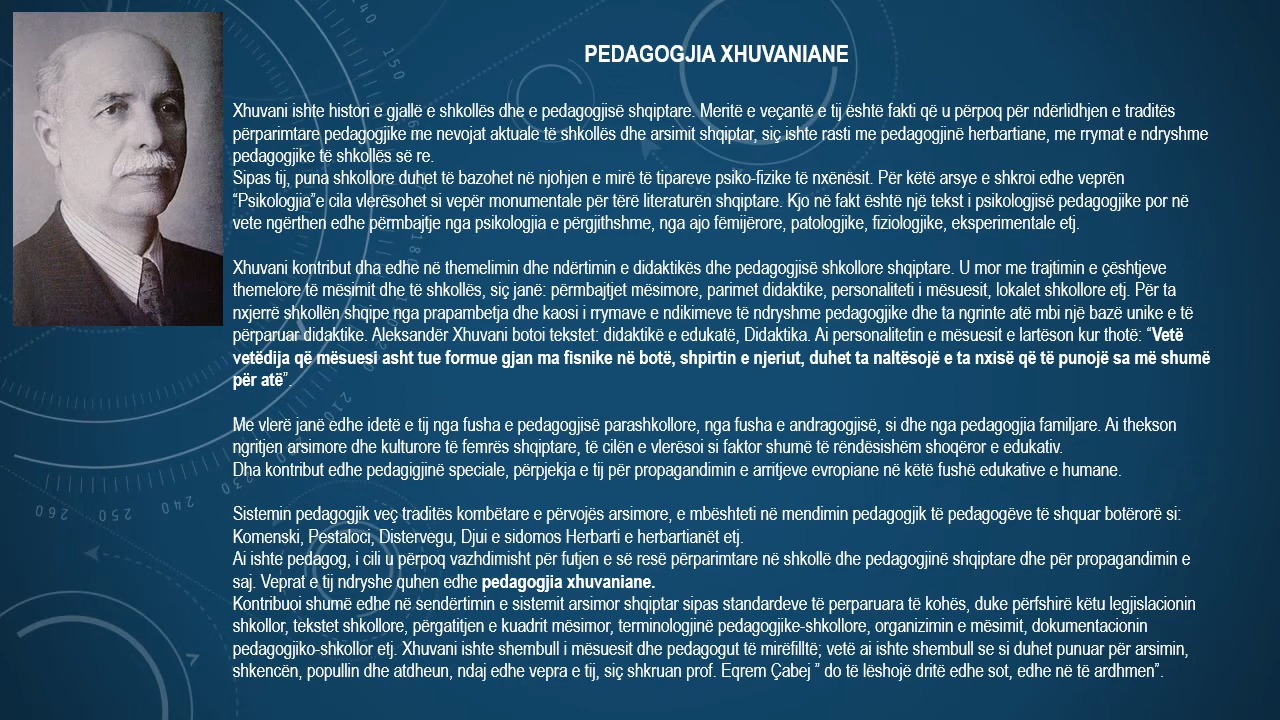 PEDAGOGJIA XHUVANIANE
Xhuvani ishte histori e gjallë e shkollës dhe e pedagogjisë shqiptare. Meritë e veçantë e tij është fakti që u përpoq për ndërlidhjen e traditës
përparimtare pedagogjike me nevojat aktuale të shkollës dhe arsimit shqiptar, siç ishte rasti me pedagogjinë herbartiane, me rrymat e ndryshme
pedagogjike të shkollës së re.
Sipas tij, puna shkollore duhet të bazohet në njohjen e mirë të tipareve psiko-fizike të nxënësit. Për këtë arsye e shkroi edhe veprën
“Psikologjia”e cila vlerësohet si vepër monumentale për tërë literaturën shqiptare. Kjo në fakt është një tekst i psikologjisë pedagogjike por në
vete ngërthen edhe përmbajtje nga psikologjia e përgjithshme, nga ajo fëmijërore, patologjike, fiziologjike, eksperimentale etj.
Xhuvani kontribut dha edhe në themelimin dhe ndërtimin e didaktikës dhe pedagogjisë shkollore shqiptare. U mor me trajtimin e çështjeve
themelore të mësimit dhe të shkollës, siç janë: përmbajtjet mësimore, parimet didaktike, personaliteti i mësuesit, lokalet shkollore etj. Për ta
nxjerrë shkollën shqipe nga prapambetja dhe kaosi i rrymave e ndikimeve të ndryshme pedagogjike dhe ta ngrinte atë mbi një bazë unike e të
përparuar didaktike. Aleksandër Xhuvani botoi tekstet: didaktikë e edukatë, Didaktika. Ai personalitetin e mësuesit e lartëson kur thotë: “Vetë
vetëdija që mësuesi asht tue formue gjan ma fisnike në botë, shpirtin e njeriut, duhet ta naltësojë e ta nxisë që të punojë sa më shumë
për atë”.
Me vlerë janë edhe idetë e tij nga fusha e pedagogjisë parashkollore, nga fusha e andragogjisë, si dhe nga pedagogjia familjare. Ai thekson
ngritjen arsimore dhe kulturore të femrës shqiptare, të cilën e vlerësoi si faktor shumë të rëndësishëm shoqëror e edukativ.
Dha kontribut edhe pedagigjinë speciale, përpjekja e tij për propagandimin e arritjeve evropiane në këtë fushë edukative e humane.
Sistemin pedagogjik veç traditës kombëtare e përvojës arsimore, e mbështeti në mendimin pedagogjik të pedagogëve të shquar botërorë si:
Komenski, Pestaloci, Distervegu, Djui e sidomos Herbarti e herbartianët etj.
Ai ishte pedagog, i cili u përpoq vazhdimisht për futjen e së resë përparimtare në shkollë dhe pedagogjinë shqiptare dhe për propagandimin e
saj. Veprat e tij ndryshe quhen edhe pedagogjia xhuvaniane.
Kontribuoi shumë edhe në sendërtimin e sistemit arsimor shqiptar sipas standardeve të perparuara të kohës, duke përfshirë këtu legjislacionin
shkollor, tekstet shkollore, përgatitjen e kuadrit mësimor, terminologjinë pedagogjike-shkollore, organizimin e mësimit, dokumentacionin
pedagogjiko-shkollor etj. Xhuvani ishte shembull i mësuesit dhe pedagogut të mirëfilltë; vetë ai ishte shembull se si duhet punuar për arsimin,
shkencën, popullin dhe atdheun, ndaj edhe vepra e tij, siç shkruan prof. Eqrem Çabej ” do të lëshojë dritë edhe sot, edhe në të ardhmen”.
150
180
210
230
240
250
260